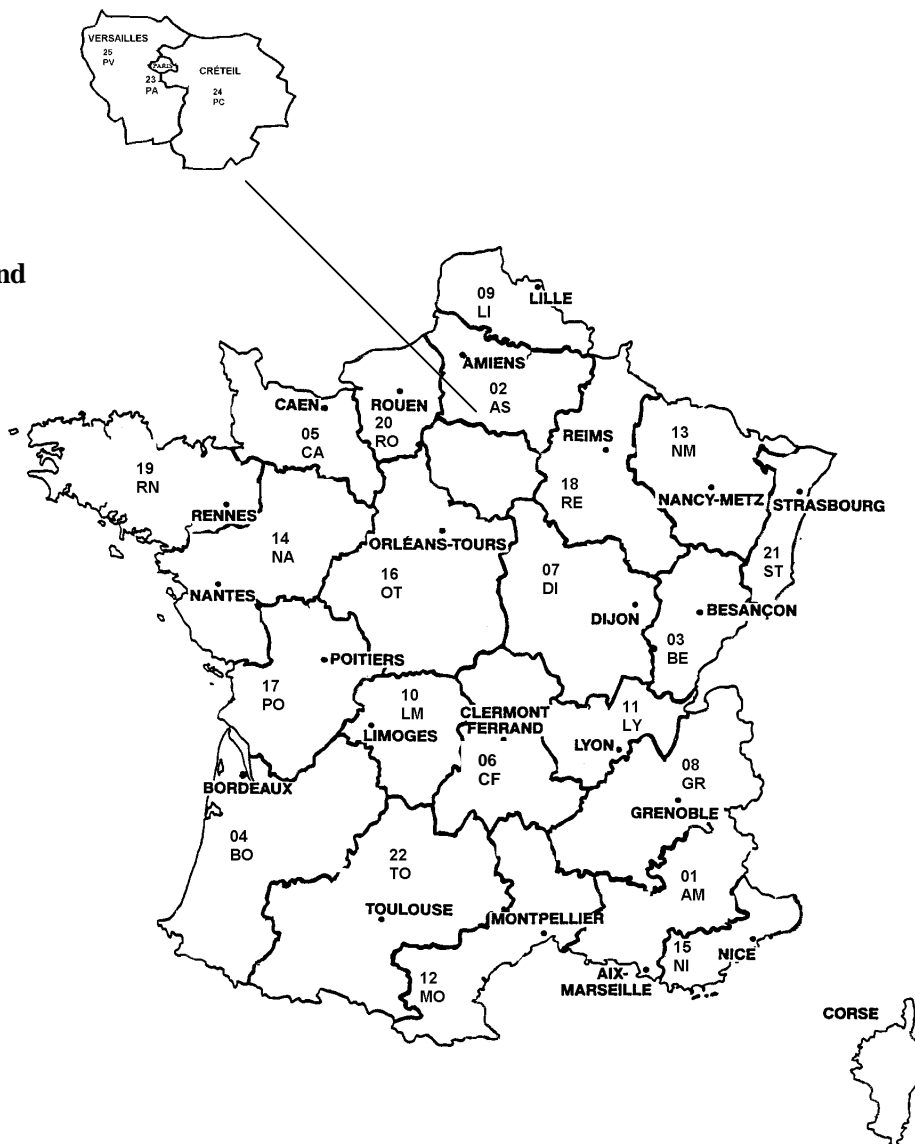 VERSAILLES
25
PV
PARIS
23
PA
CRÉTEIL
24
PC
nd
09
LI
LILLE
AMIENS
02
AS
CAEN
05
CA
ROUEN
20
RO
REIMS
18
RE
13
NM
NANCY-METZ
STRASBOURG
21
ST
19
RN
RENNES
14
NA
NANTES
ORLÉANS-TOURS
16
OT
07
DI
DIJON
BESANÇON
03
BE
POITIERS
17
PO
10
LM
LIMOGES
CLERMONT
FERRAND
06
CF
11
LY
LYON
08
GR
GRENOBLE
BORDEAUX
04
BO
22
TO
TOULOUSE
MONTPELLIER
12
MO
01
AM
AIX-
MARSEILLE
15
NI
NICE
CORSE